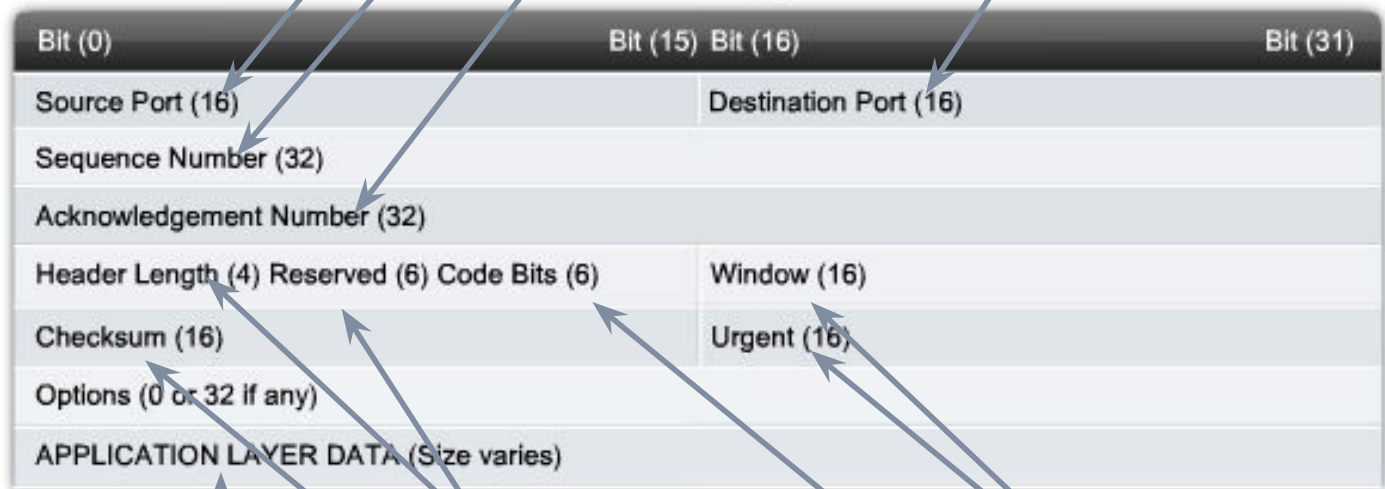 Bit (0) Bit (15) Bit (16) Bit (31)
Source Port (16) Destination Port (16)
Sequence Number (32)
Acknowledgement Number (32)
Header Length (4) Reserved (6) Code Bits (6) Window (16)
Checksum (16) Urgent (16)
Options (0 or 32 if any)
APPLICATION LAYER DATA (Size varies)